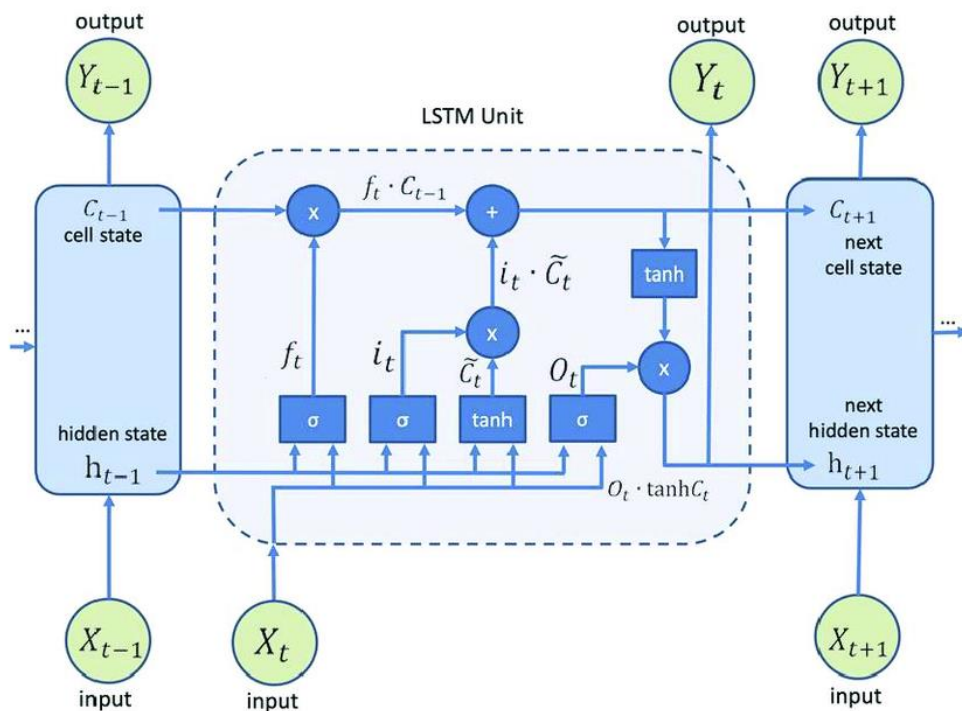 output
Y_{t-1}
output
Y_t
output
Y_{t+1}
LSTM Unit
C_{t-1}
cell state
x
f_t · C_{t-1}
+
C_{t+1}
next
cell state
tanh
i_t · C̃_t
...
x
x
...
f_t
i_t
C̃_t
O_t
σ
σ
tanh
σ
hidden state
h_{t-1}
next
hidden state
h_{t+1}
O_t · tanhC_t
X_{t-1}
input
X_t
input
X_{t+1}
input